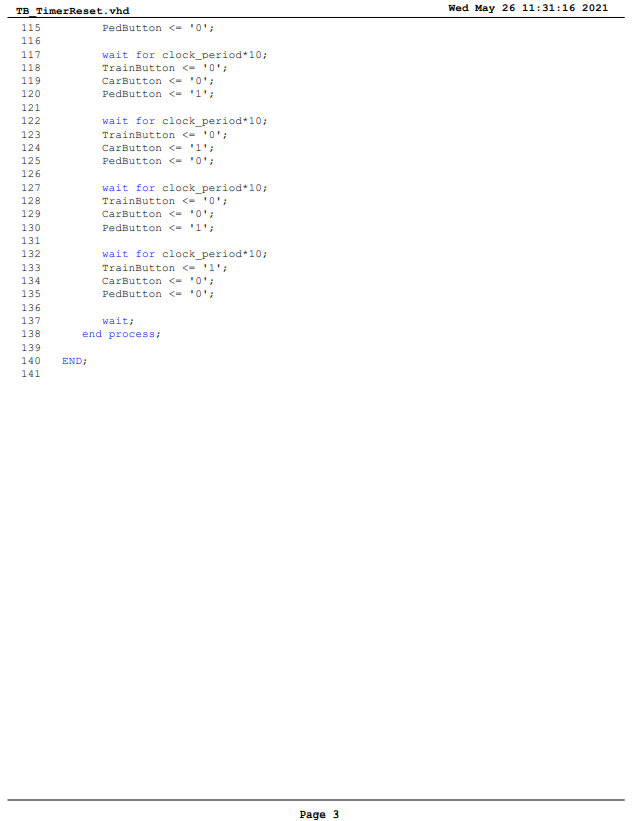 TB_TimerReset.vhd Wed May 26 11:31:16 2021
115 PedButton <= '0';
116
117 wait for clock_period*10;
118 TrainButton <= '0';
119 CarButton <= '0';
120 PedButton <= '1';
121
122 wait for clock_period*10;
123 TrainButton <= '0';
124 CarButton <= '1';
125 PedButton <= '0';
126
127 wait for clock_period*10;
128 TrainButton <= '0';
129 CarButton <= '0';
130 PedButton <= '1';
131
132 wait for clock_period*10;
133 TrainButton <= '1';
134 CarButton <= '0';
135 PedButton <= '0';
136
137 wait;
138 end process;
139
140 END;
141
Page 3